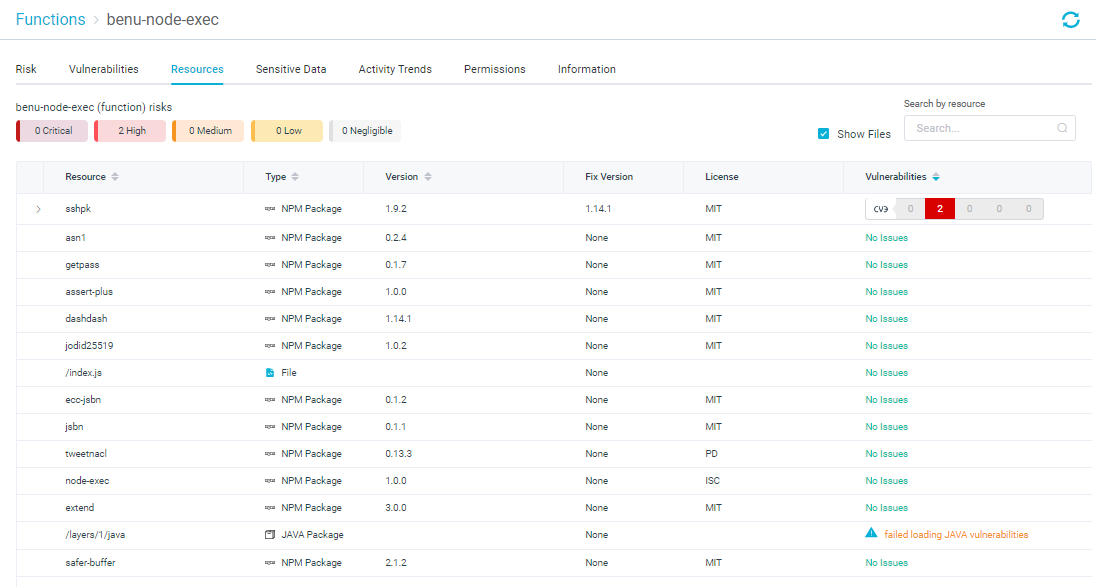 Functions > benu-node-exec
Risk Vulnerabilities Resources Sensitive Data Activity Trends Permissions Information
benu-node-exec (function) risks
0 Critical 2 High 0 Medium 0 Low 0 Negligible
Show Files
Search by resource
Search...
Resource Type Version Fix Version License Vulnerabilities
> sshpk NPM Package 1.9.2 1.14.1 MIT CVE 0 2 0 0 0
asn1 NPM Package 0.2.4 None MIT No Issues
getpass NPM Package 0.1.7 None MIT No Issues
assert-plus NPM Package 1.0.0 None MIT No Issues
dashdash NPM Package 1.14.1 None MIT No Issues
jodid25519 NPM Package 1.0.2 None MIT No Issues
/index.js File None No Issues
ecc-jsbn NPM Package 0.1.2 None MIT No Issues
jsbn NPM Package 0.1.1 None MIT No Issues
tweetnacl NPM Package 0.13.3 None PD No Issues
node-exec NPM Package 1.0.0 None ISC No Issues
extend NPM Package 3.0.0 None MIT No Issues
/layers/1/java JAVA Package None failed loading JAVA vulnerabilities
safer-buffer NPM Package 2.1.2 None MIT No Issues